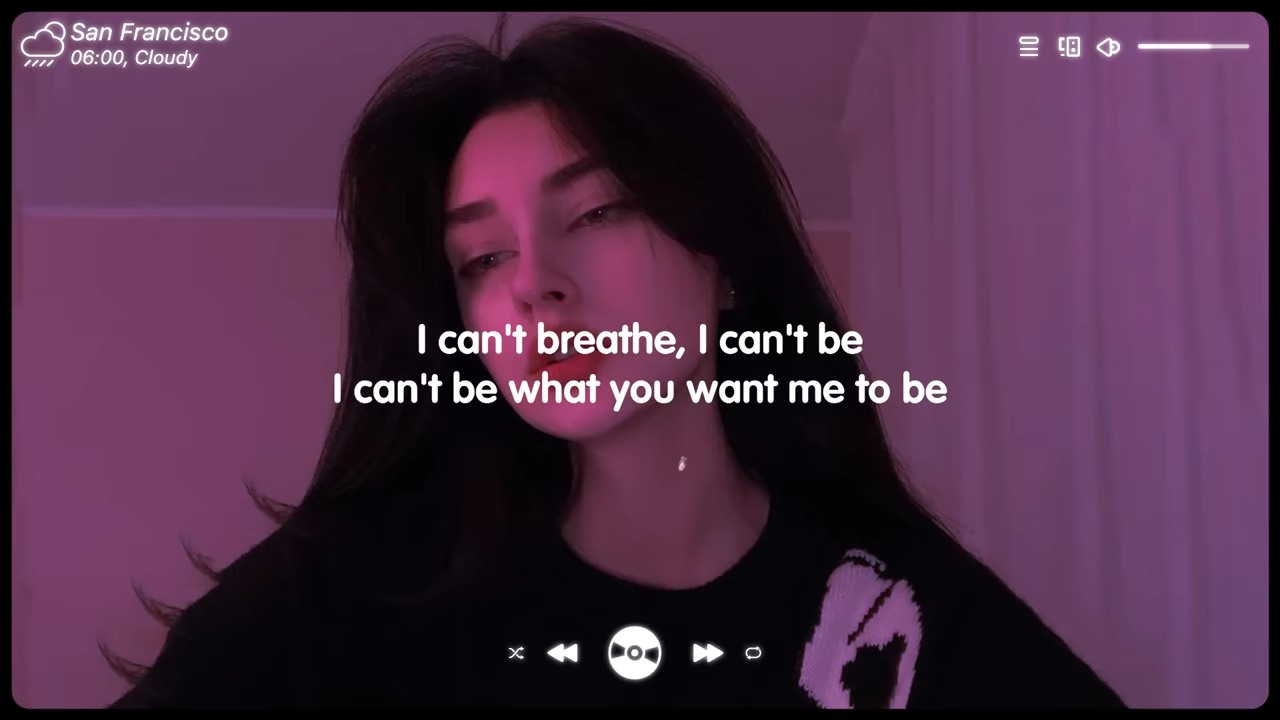 San Francisco
06:00, Cloudy
I can't breathe, I can't be
I can't be what you want me to be